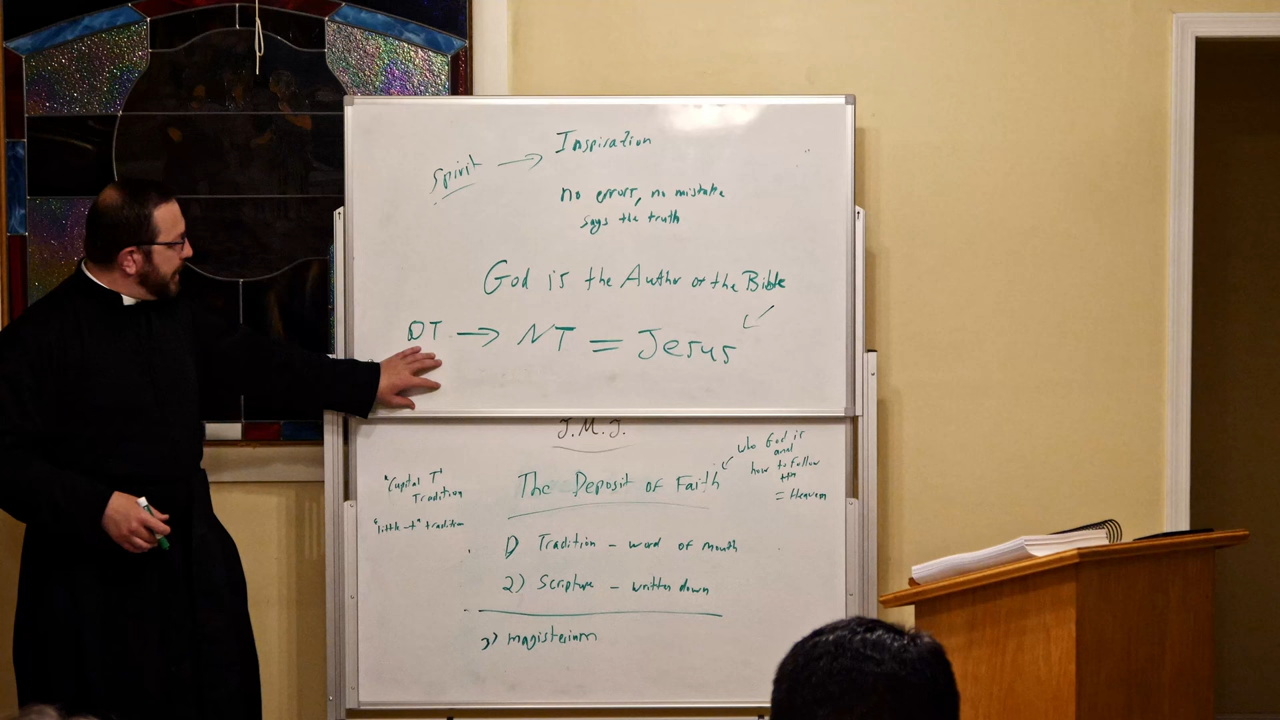 Inspiration
Spirit →
no error, no mistake
says the truth
God is the Author of the Bible
OT → NT = Jesus
J.M.J.
The Deposit of Faith
who God is
and
how to follow
Him
= Heaven
"Capital T"
Tradition
"little-t" tradition
1) Tradition - word of mouth
2) Scripture - written down
3) magisterium